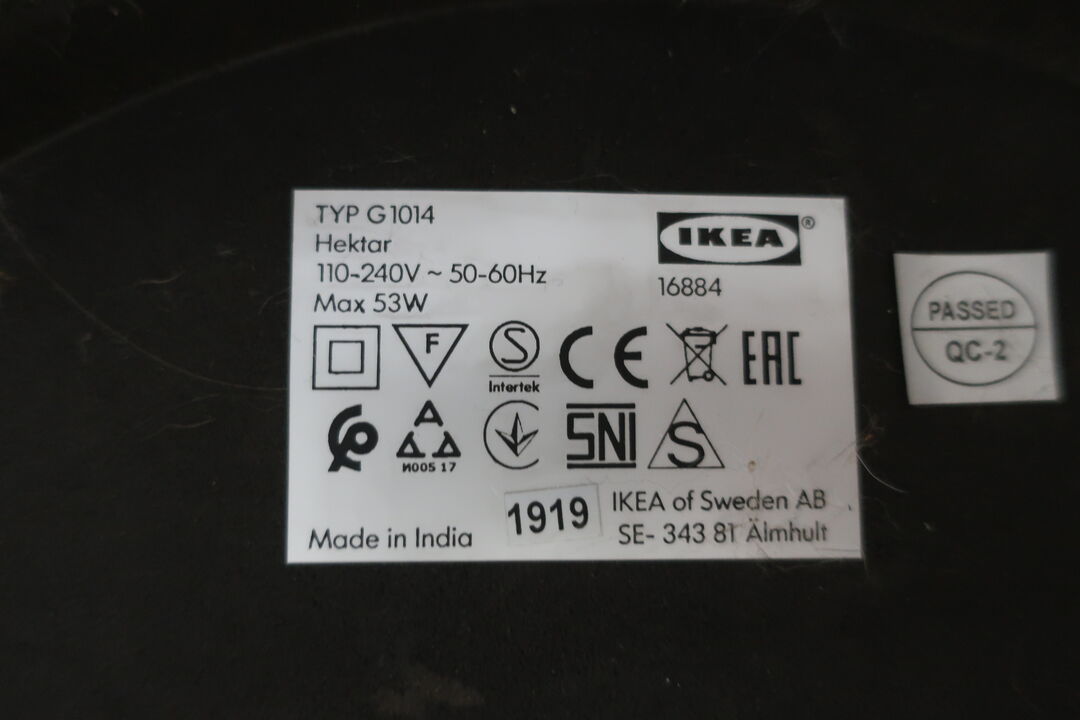 TYP G1014
Hektar
110-240V ~ 50-60Hz
Max 53W
IKEA®
16884
F
S
Intertek
CE
EAC
A
И005 17
SNI
S
Made in India
1919
IKEA of Sweden AB
SE- 343 81 Älmhult
PASSED
QC-2